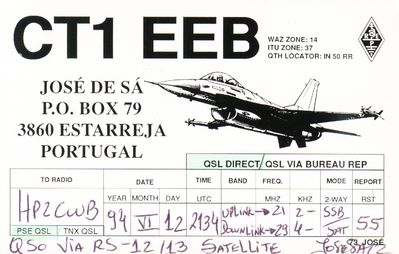 CT1 EEB
WAZ ZONE: 14
ITU ZONE: 37
QTH LOCATOR: IN 50 RR
JOSÉ DE SÁ
P.O. BOX 79
3860 ESTARREJA
PORTUGAL
QSL DIRECT/QSL VIA BUREAU REP
TO RADIO DATE TIME BAND FREQ. MODE REPORT
YEAR MONTH DAY UTC MHZ KHZ 2-WAY RST
HP2CWB 94 VI 12 2134 UPLINK→21 2- SSB 55
DOWNLINK→29 4- SAT
PSE QSL TNX QSL
73 JOSÉ
QSO VIA RS-12/13 SATELLITE